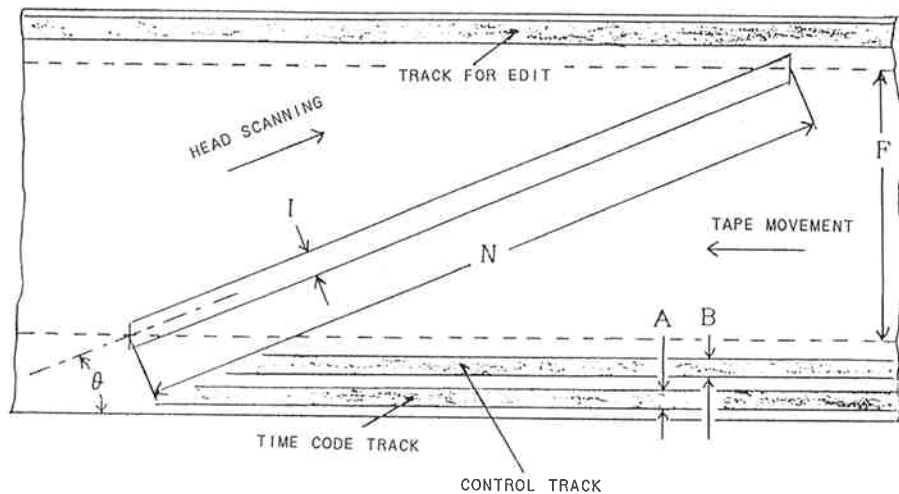 TRACK FOR EDIT
HEAD SCANNING
F
I
TAPE MOVEMENT
N
A B
θ
TIME CODE TRACK
CONTROL TRACK